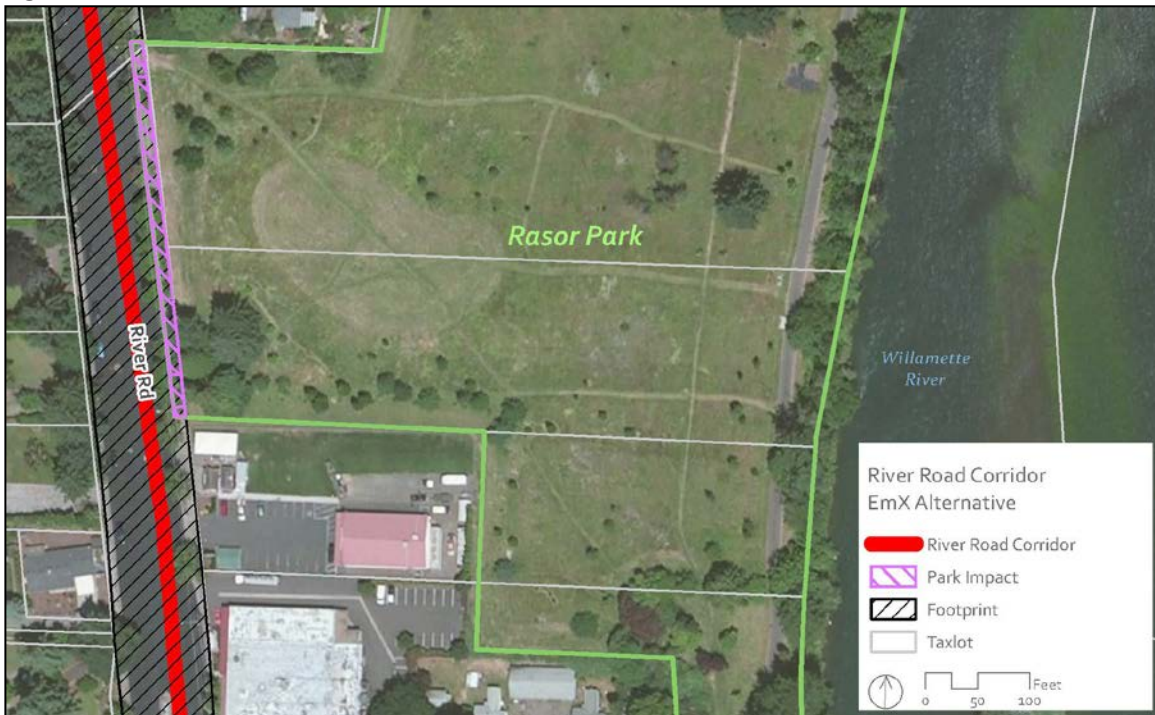 Rasor Park
River Rd
Willamette
River
River Road Corridor
EmX Alternative
River Road Corridor
Park Impact
Footprint
Taxlot
Feet
0 50 100